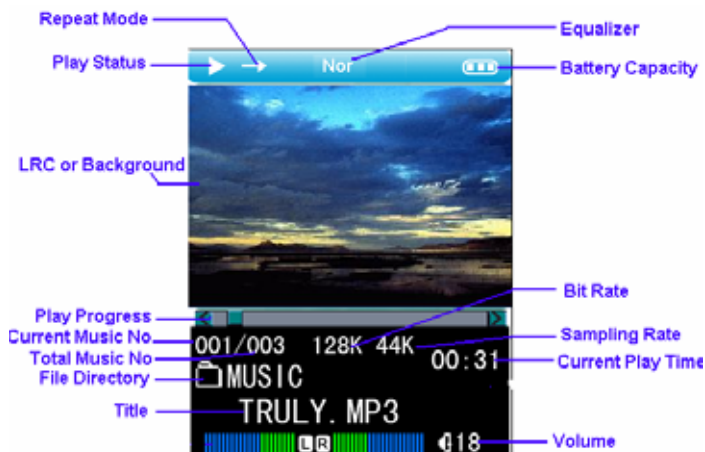 Repeat Mode
Equalizer
Play Status
Nor
Battery Capacity
LRC or Background
Play Progress
Bit Rate
Current Music No
001/003 128K 44K
Sampling Rate
Total Music No
00:31
Current Play Time
File Directory
MUSIC
Title
TRULY. MP3
L R
18
Volume